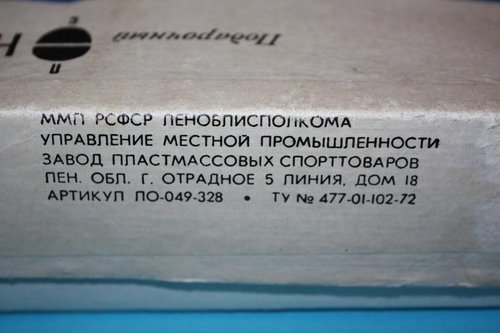 Подарочный
Н
П
ММП РСФСР ЛЕНОБЛИСПОЛКОМА
УПРАВЛЕНИЕ МЕСТНОЙ ПРОМЫШЛЕННОСТИ
ЗАВОД ПЛАСТМАССОВЫХ СПОРТТОВАРОВ
ЛЕН. ОБЛ. Г. ОТРАДНОЕ 5 ЛИНИЯ, ДОМ 18
АРТИКУЛ ЛО-049-328 • ТУ № 477-01-102-72